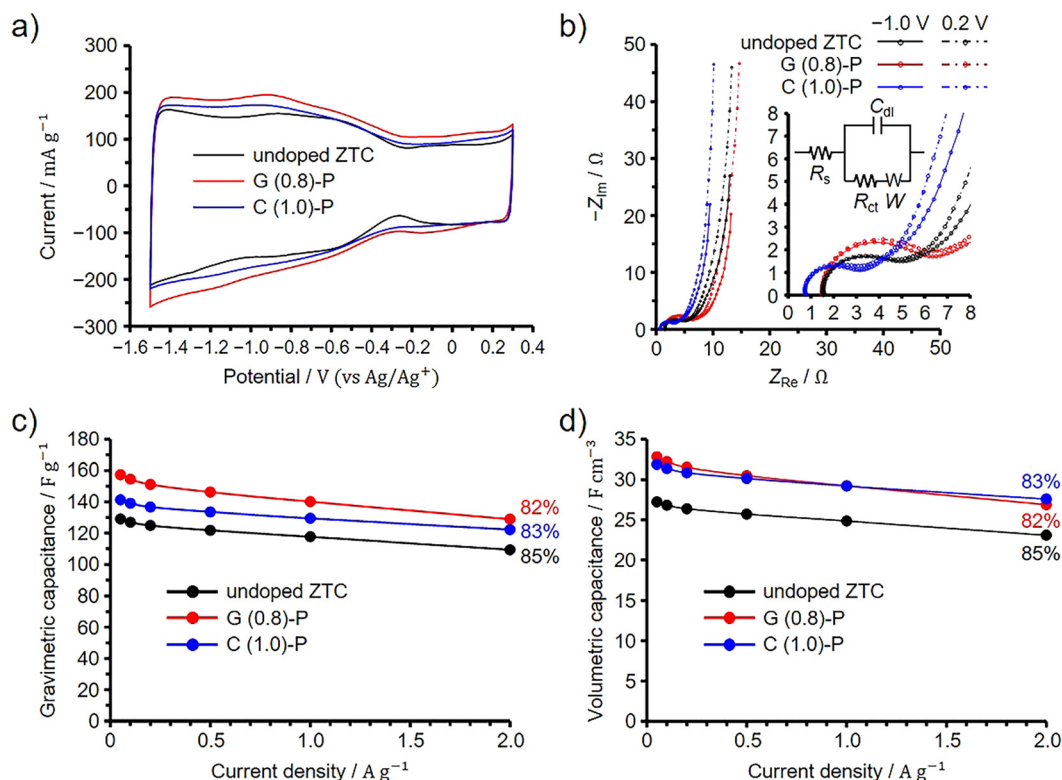 a)
300
200
100
0
−100
−200
−300
Current / mA g⁻¹
undoped ZTC
G (0.8)-P
C (1.0)-P
−1.6 −1.4 −1.2 −1.0 −0.8 −0.6 −0.4 −0.2 0 0.2 0.4
Potential / V (vs Ag/Ag⁺)
b)
−1.0 V 0.2 V
undoped ZTC
G (0.8)-P
C (1.0)-P
−50
−40
−30
−20
−10
0
−Z_Im / Ω
C_dl
R_s
R_ct W
8
7
6
5
4
3
2
1
0
0 1 2 3 4 5 6 7 8
0 10 20 30 40 50
Z_Re / Ω
c)
180
160
140
120
100
80
60
40
20
0
Gravimetric capacitance / F g⁻¹
82%
83%
85%
undoped ZTC
G (0.8)-P
C (1.0)-P
0 0.5 1.0 1.5 2.0
Current density / A g⁻¹
d)
35
30
25
20
15
10
5
0
Volumetric capacitance / F cm⁻³
83%
82%
85%
undoped ZTC
G (0.8)-P
C (1.0)-P
0 0.5 1.0 1.5 2.0
Current density / A g⁻¹